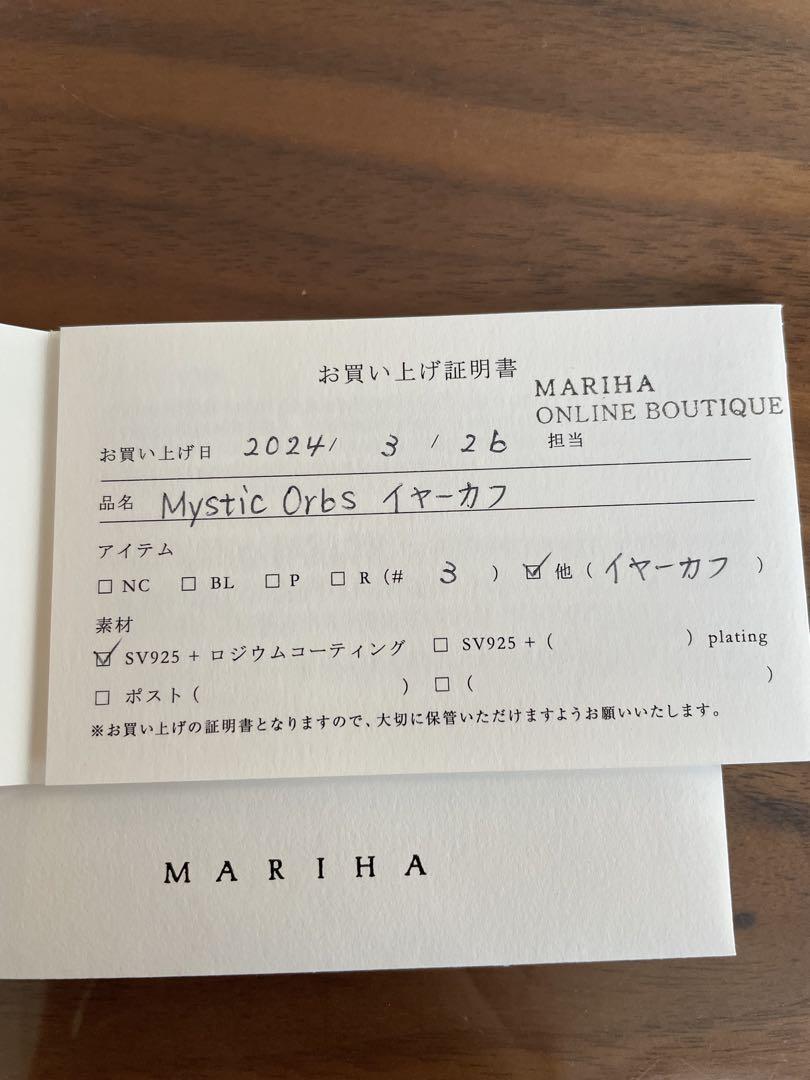 お買い上げ証明書
MARIHA
ONLINE BOUTIQUE
お買い上げ日 2024/ 3 / 26 担当
品名 Mystic Orbs イヤーカフ
アイテム
□ NC □ BL □ P □ R (# 3 ) ☑ 他 ( イヤーカフ )
素材
☑ SV925 + ロジウムコーティング □ SV925 + ( ) plating
□ ポスト ( ) □ ( )
※お買い上げの証明書となりますので、大切に保管いただけますようお願いいたします。
MARIHA